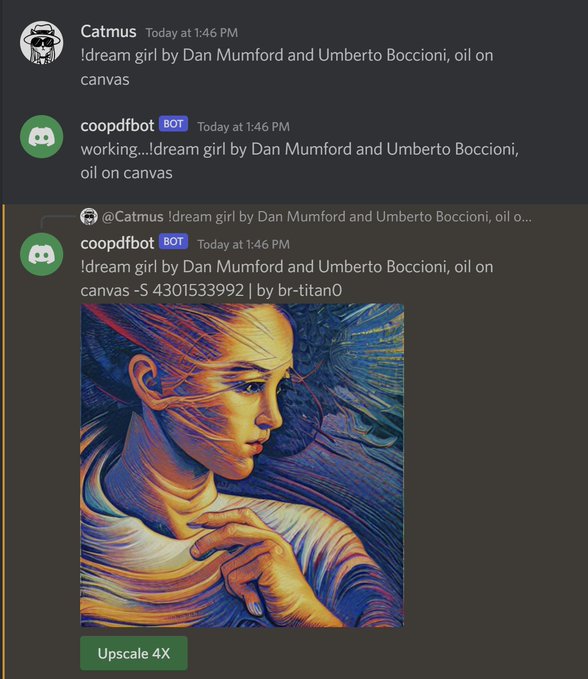 Catmus Today at 1:46 PM
!dream girl by Dan Mumford and Umberto Boccioni, oil on
canvas
coopdfbot BOT Today at 1:46 PM
working...!dream girl by Dan Mumford and Umberto Boccioni,
oil on canvas
@Catmus !dream girl by Dan Mumford and Umberto Boccioni, oil o...
coopdfbot BOT Today at 1:46 PM
!dream girl by Dan Mumford and Umberto Boccioni, oil on
canvas -S 4301533992 | by br-titan0
Upscale 4X